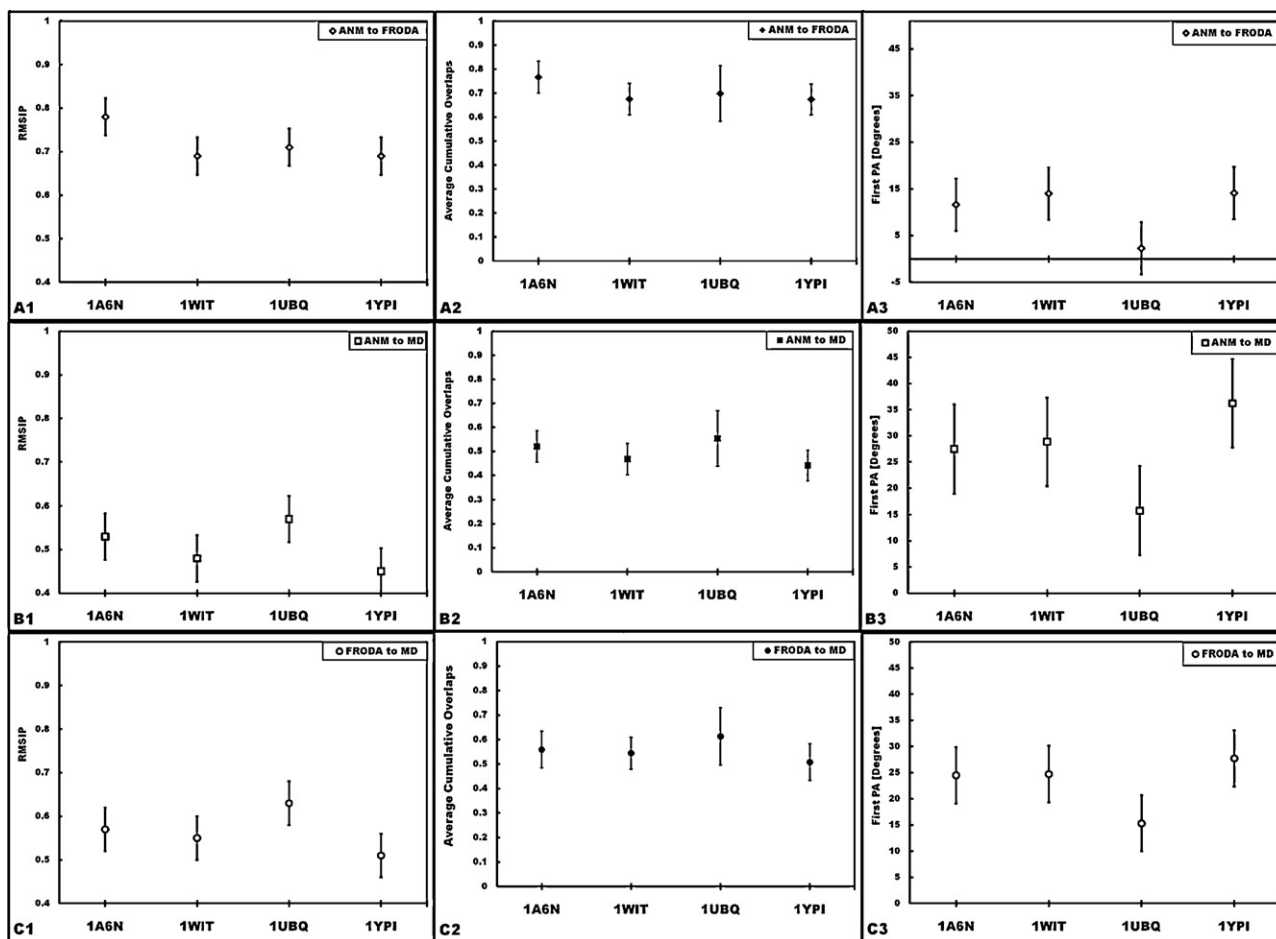 ANM to FRODA
RMSIP
1
0.9
0.8
0.7
0.6
0.5
0.4
1A6N 1WIT 1UBQ 1YPI
A1
ANM to FRODA
Average Cumulative Overlaps
1
0.9
0.8
0.7
0.6
0.5
0.4
0.3
0.2
0.1
0
1A6N 1WIT 1UBQ 1YPI
A2
ANM to FRODA
First PA [Degrees]
45
35
25
15
5
-5
1A6N 1WIT 1UBQ 1YPI
A3
ANM to MD
RMSIP
1
0.9
0.8
0.7
0.6
0.5
0.4
1A6N 1WIT 1UBQ 1YPI
B1
ANM to MD
Average Cumulative Overlaps
1
0.9
0.8
0.7
0.6
0.5
0.4
0.3
0.2
0.1
0
1A6N 1WIT 1UBQ 1YPI
B2
ANM to MD
First PA [Degrees]
50
45
40
35
30
25
20
15
10
5
0
1A6N 1WIT 1UBQ 1YPI
B3
FRODA to MD
RMSIP
1
0.9
0.8
0.7
0.6
0.5
0.4
1A6N 1WIT 1UBQ 1YPI
C1
FRODA to MD
Average Cumulative Overlaps
1
0.9
0.8
0.7
0.6
0.5
0.4
0.3
0.2
0.1
0
1A6N 1WIT 1UBQ 1YPI
C2
FRODA to MD
First PA [Degrees]
50
45
40
35
30
25
20
15
10
5
0
1A6N 1WIT 1UBQ 1YPI
C3